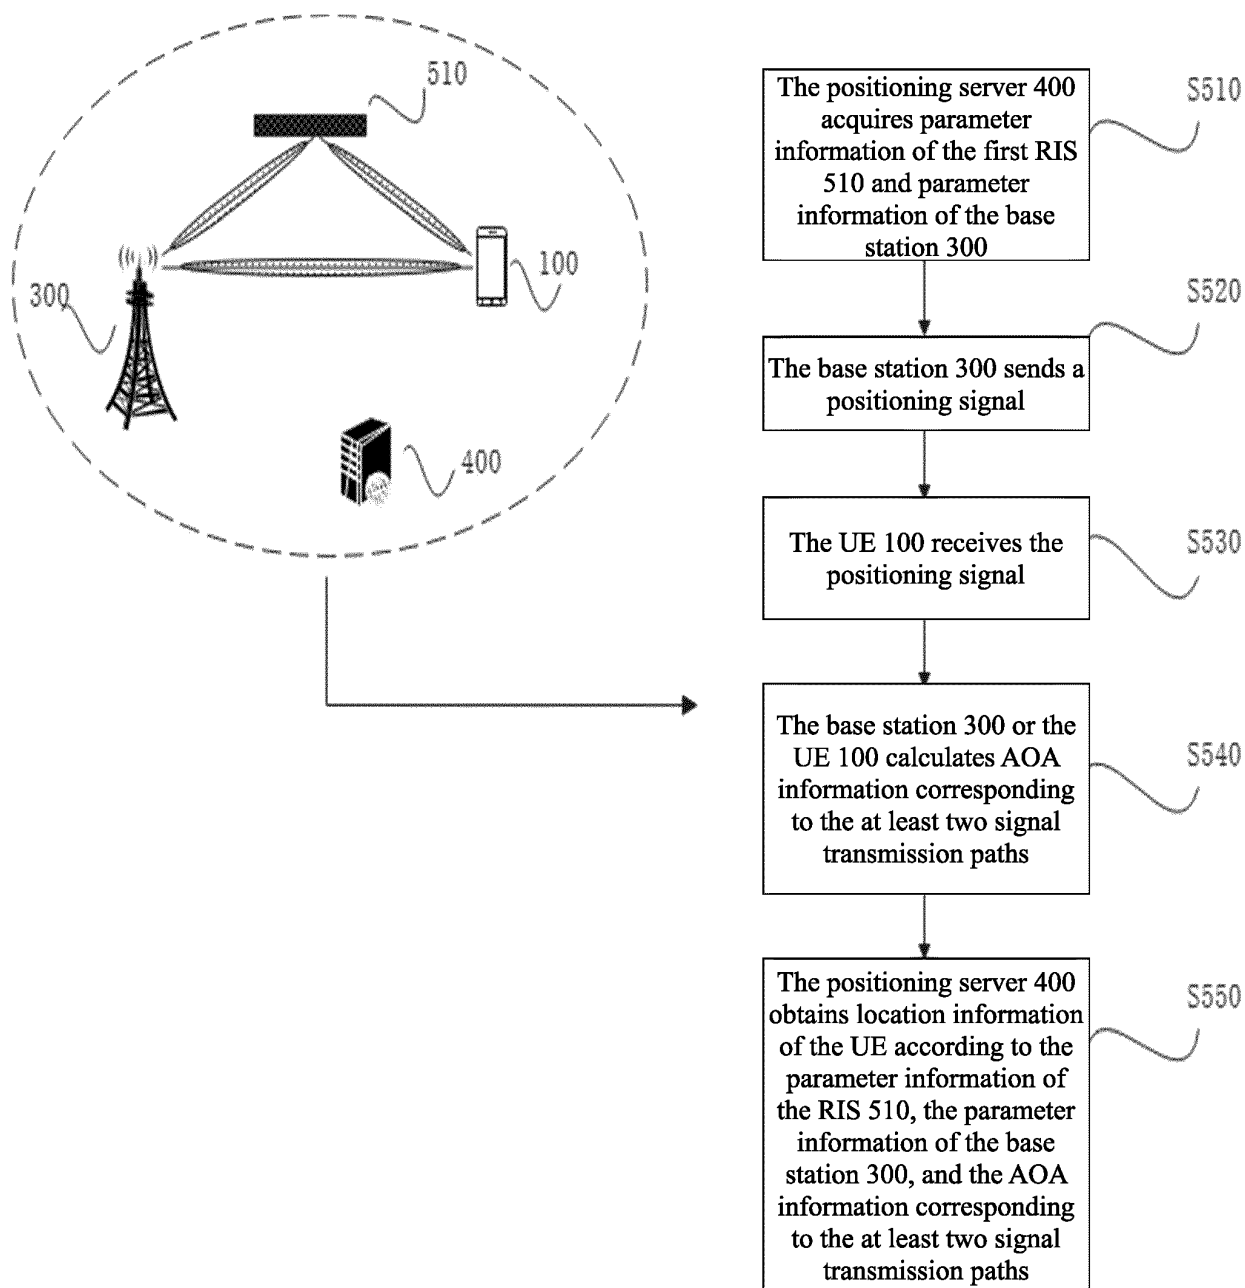 510
100
300
400
The positioning server 400
acquires parameter
information of the first RIS
510 and parameter
information of the base
station 300
S510
The base station 300 sends a
positioning signal
S520
The UE 100 receives the
positioning signal
S530
The base station 300 or the
UE 100 calculates AOA
information corresponding
to the at least two signal
transmission paths
S540
The positioning server 400
obtains location information
of the UE according to the
parameter information of
the RIS 510, the parameter
information of the base
station 300, and the AOA
information corresponding
to the at least two signal
transmission paths
S550